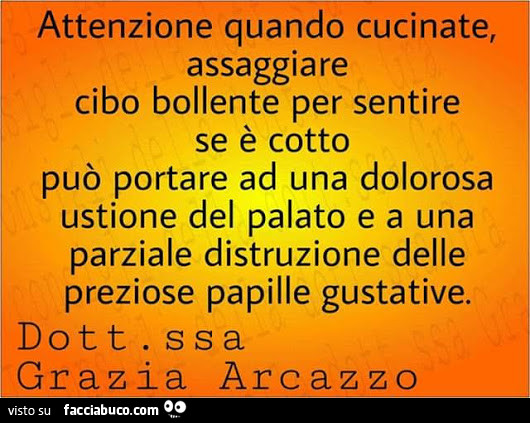 Attenzione quando cucinate,
assaggiare
cibo bollente per sentire
se è cotto
può portare ad una dolorosa
ustione del palato e a una
parziale distruzione delle
preziose papille gustative.
Dott.ssa
Grazia Arcazzo
visto su facciabuco.com